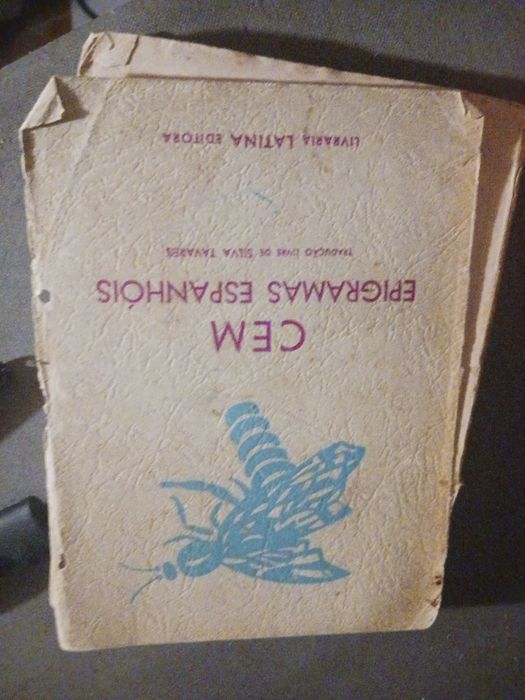 CEM
EPIGRAMAS ESPANHÓIS
TRADUÇÃO LIVRE DE SILVA TAVARES
LIVRARIA LATINA EDITORA